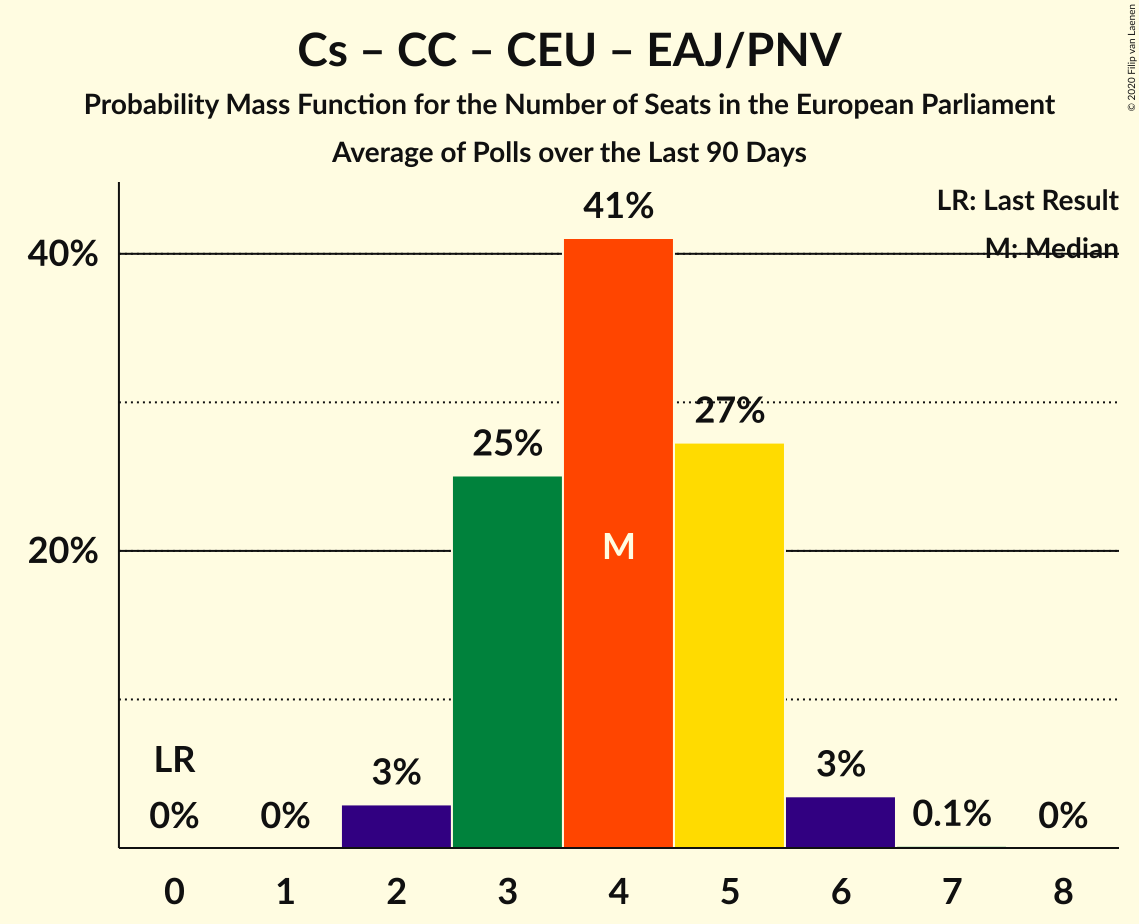 Cs – CC – CEU – EAJ/PNV
Probability Mass Function for the Number of Seats in the European Parliament
Average of Polls over the Last 90 Days
© 2020 Filip van Laenen
LR: Last Result
M: Median
41%
40%
27%
25%
M
20%
LR
0%
0%
3%
3%
0.1%
0%
0 1 2 3 4 5 6 7 8